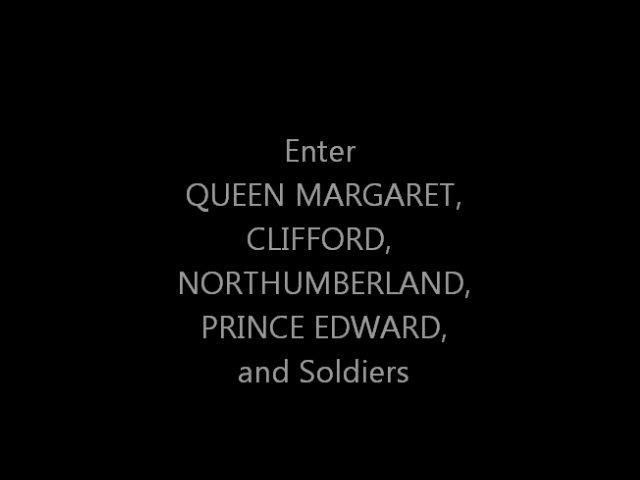 Enter
QUEEN MARGARET,
CLIFFORD,
NORTHUMBERLAND,
PRINCE EDWARD,
and Soldiers